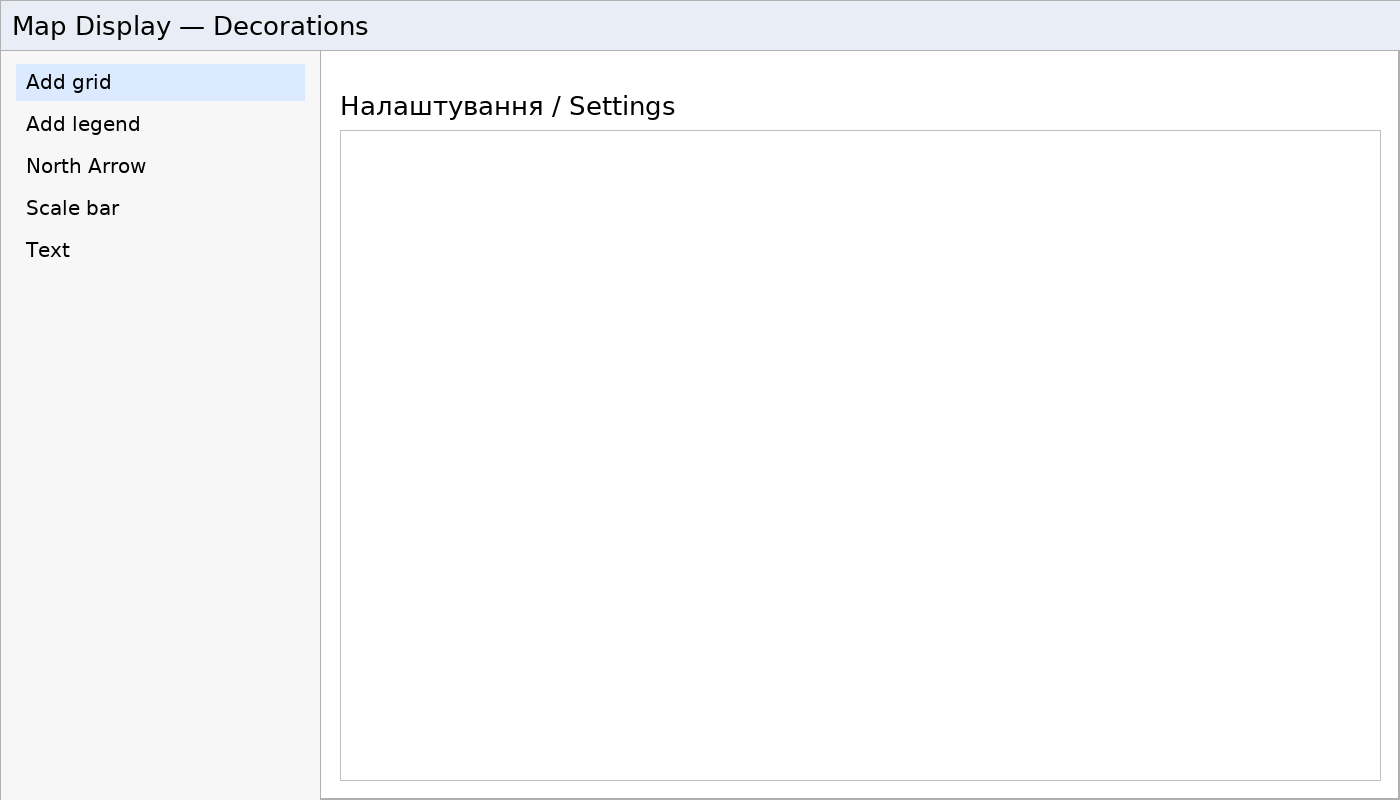 Map Display — Decorations
Add grid
Add legend
North Arrow
Scale bar
Text
Налаштування / Settings